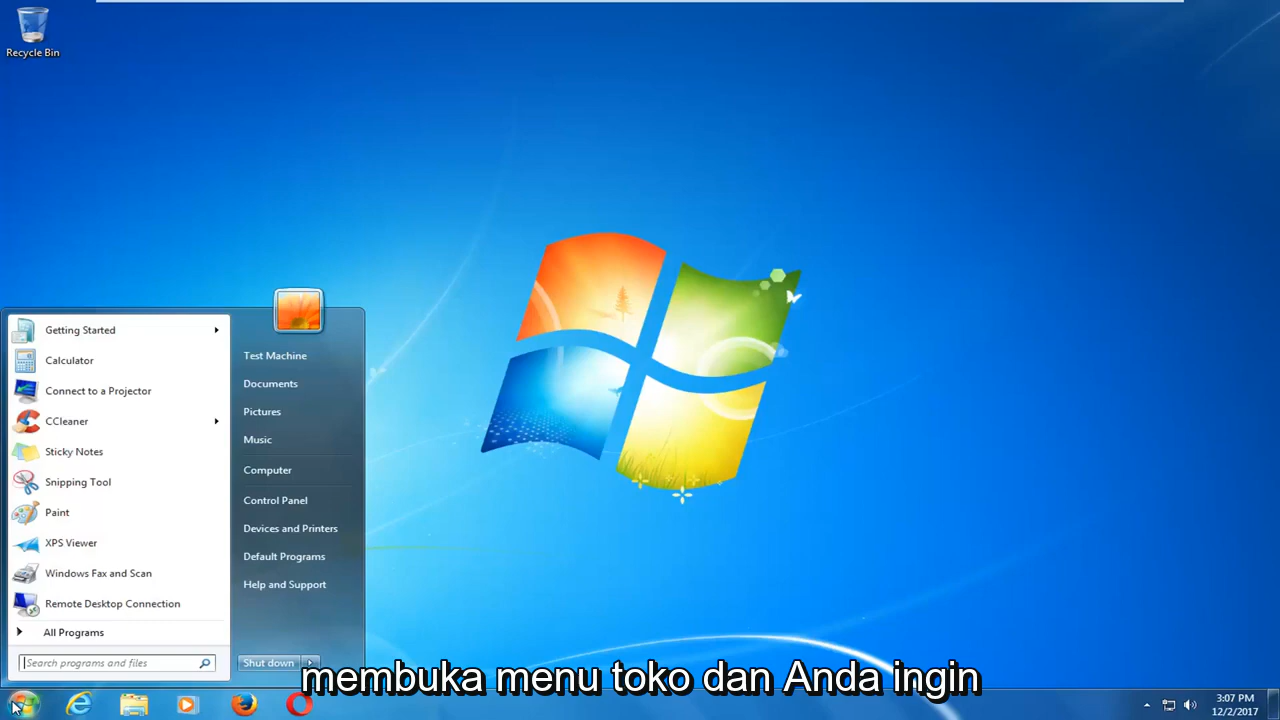 Recycle Bin
Getting Started
Calculator
Connect to a Projector
CCleaner
Sticky Notes
Snipping Tool
Paint
XPS Viewer
Windows Fax and Scan
Remote Desktop Connection
All Programs
Search programs and files
Test Machine
Documents
Pictures
Music
Computer
Control Panel
Devices and Printers
Default Programs
Help and Support
Shut down
membuka menu toko dan Anda ingin
3:07 PM
12/2/2017